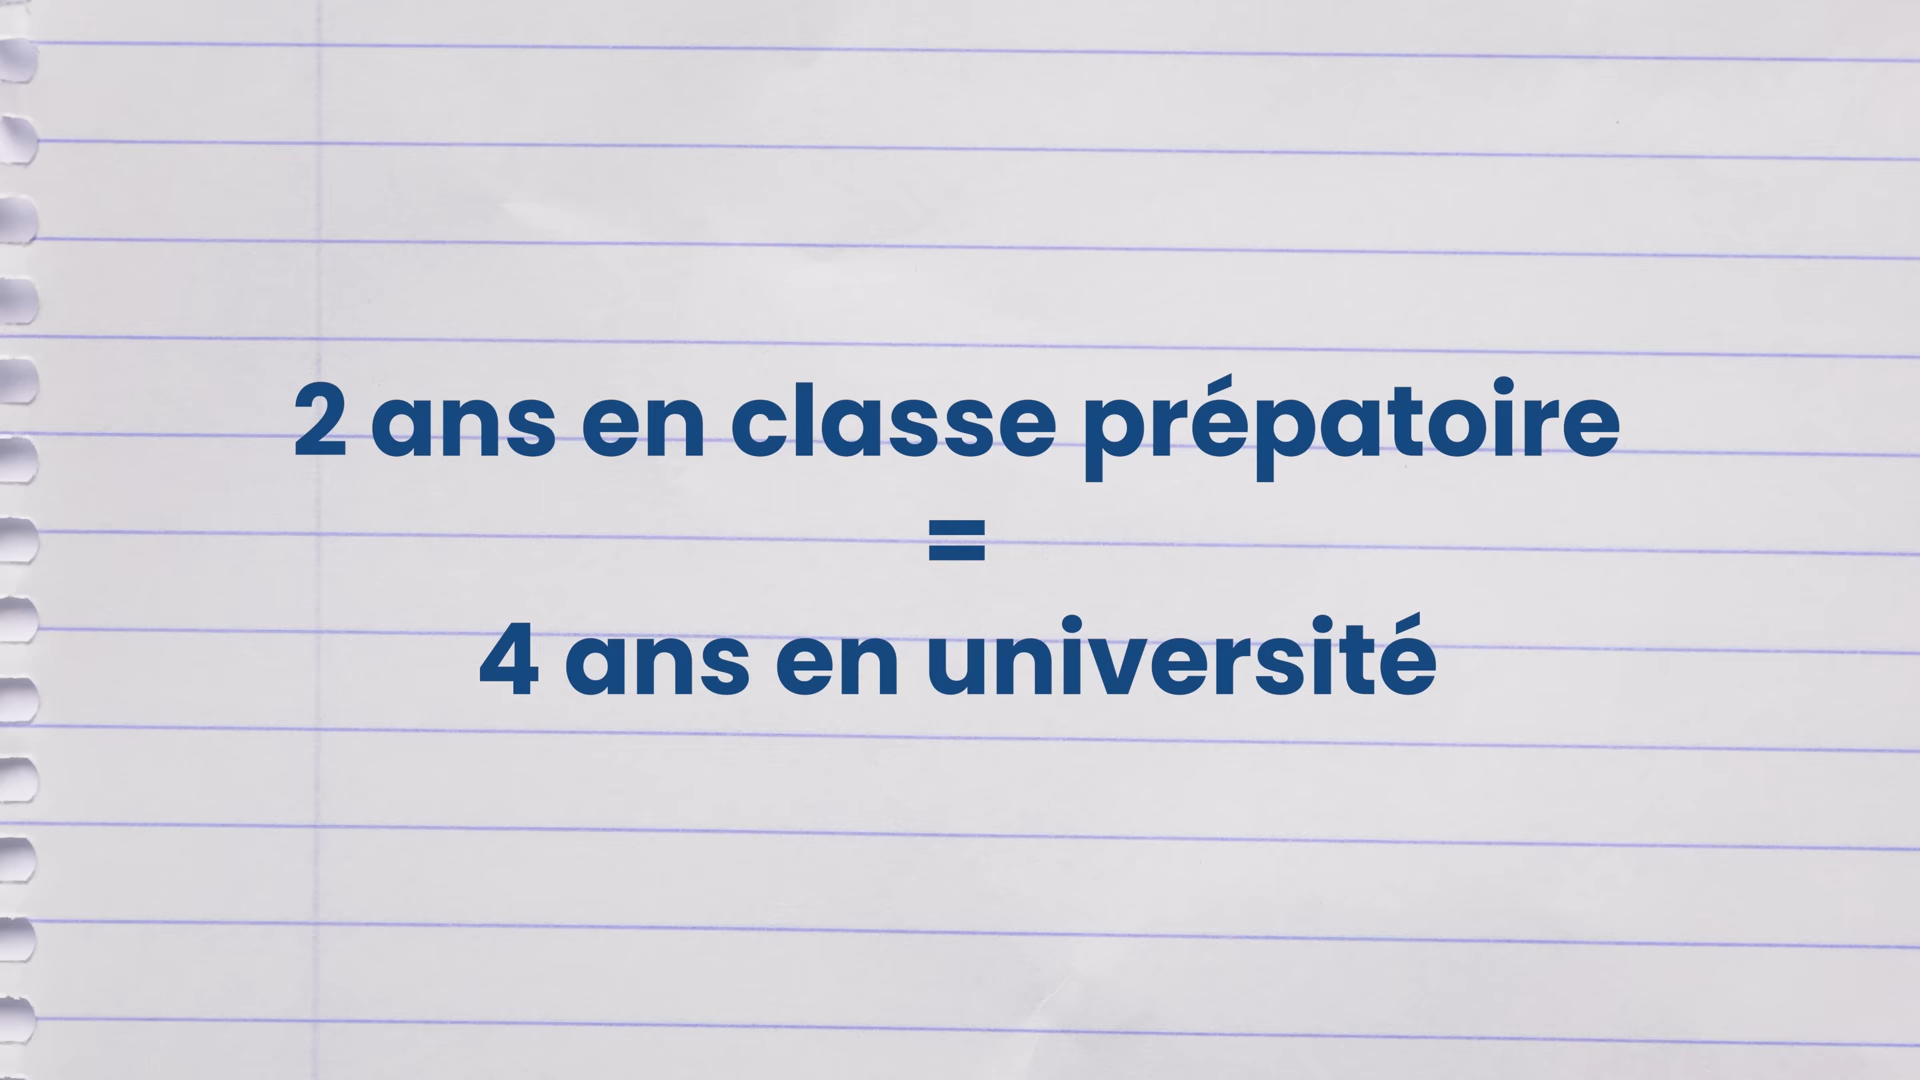 2 ans en classe prépatoire
=
4 ans en université